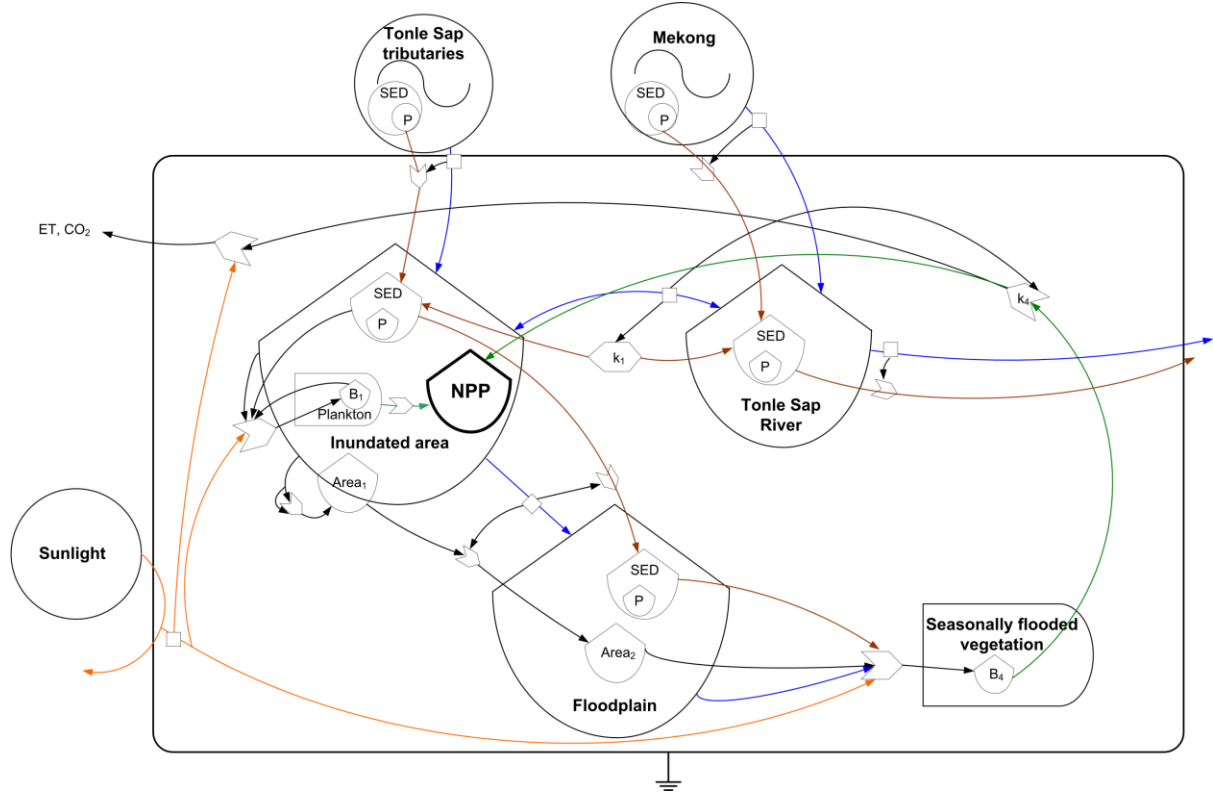 Tonle Sap
tributaries
SED
P
Mekong
SED
P
ET, CO₂
SED
P
k₄
SED
P
k₁
NPP
B₁
Plankton
Inundated area
Tonle Sap
River
Area₁
Sunlight
SED
P
Area₂
Floodplain
Seasonally flooded
vegetation
B₄